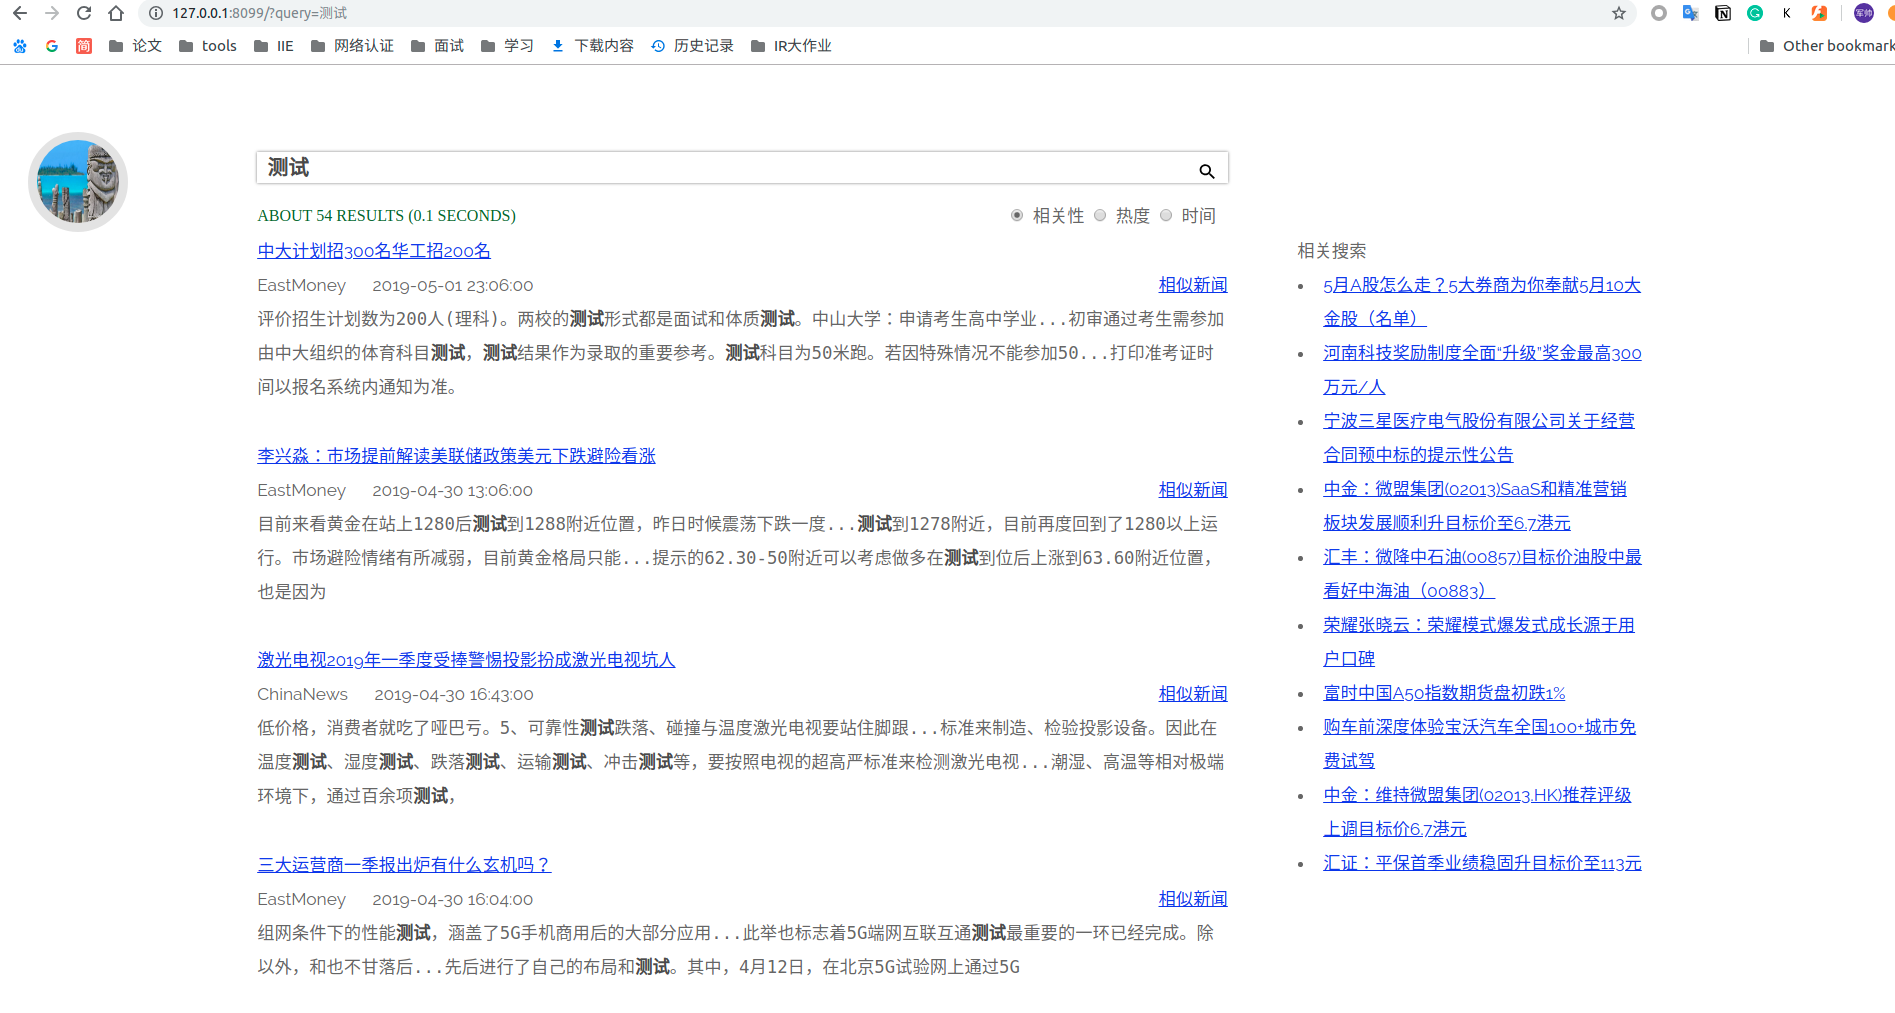 127.0.0.1:8099/?query=测试
军帅
简 论文 tools IIE 网络认证 面试 学习 下载内容 历史记录 IR大作业 Other bookmark
测试
ABOUT 54 RESULTS (0.1 SECONDS) 相关性 热度 时间
中大计划招300名华工招200名
EastMoney 2019-05-01 23:06:00 相似新闻
评价招生计划数为200人(理科)。两校的测试形式都是面试和体质测试。中山大学：申请考生高中学业...初审通过考生需参加
由中大组织的体育科目测试，测试结果作为录取的重要参考。测试科目为50米跑。若因特殊情况不能参加50...打印准考证时
间以报名系统内通知为准。
李兴淼：市场提前解读美联储政策美元下跌避险看涨
EastMoney 2019-04-30 13:06:00 相似新闻
目前来看黄金在站上1280后测试到1288附近位置，昨日时候震荡下跌一度...测试到1278附近，目前再度回到了1280以上运
行。市场避险情绪有所减弱，目前黄金格局只能...提示的62.30-50附近可以考虑做多在测试到位后上涨到63.60附近位置，
也是因为
激光电视2019年一季度受捧警惕投影扮成激光电视坑人
ChinaNews 2019-04-30 16:43:00 相似新闻
低价格，消费者就吃了哑巴亏。5、可靠性测试跌落、碰撞与温度激光电视要站住脚跟...标准来制造、检验投影设备。因此在
温度测试、湿度测试、跌落测试、运输测试、冲击测试等，要按照电视的超高严标准来检测激光电视...潮湿、高温等相对极端
环境下，通过百余项测试，
三大运营商一季报出炉有什么玄机吗？
EastMoney 2019-04-30 16:04:00 相似新闻
组网条件下的性能测试，涵盖了5G手机商用后的大部分应用...此举也标志着5G端网互联互通测试最重要的一环已经完成。除
以外，和也不甘落后...先后进行了自己的布局和测试。其中，4月12日，在北京5G试验网上通过5G
相关搜索
5月A股怎么走？5大券商为你奉献5月10大
金股（名单）
河南科技奖励制度全面“升级”奖金最高300
万元/人
宁波三星医疗电气股份有限公司关于经营
合同预中标的提示性公告
中金：微盟集团(02013)SaaS和精准营销
板块发展顺利升目标价至6.7港元
汇丰：微降中石油(00857)目标价油股中最
看好中海油（00883）
荣耀张晓云：荣耀模式爆发式成长源于用
户口碑
富时中国A50指数期货盘初跌1%
购车前深度体验宝沃汽车全国100+城市免
费试驾
中金：维持微盟集团(02013.HK)推荐评级
上调目标价6.7港元
汇证：平保首季业绩稳固升目标价至113元